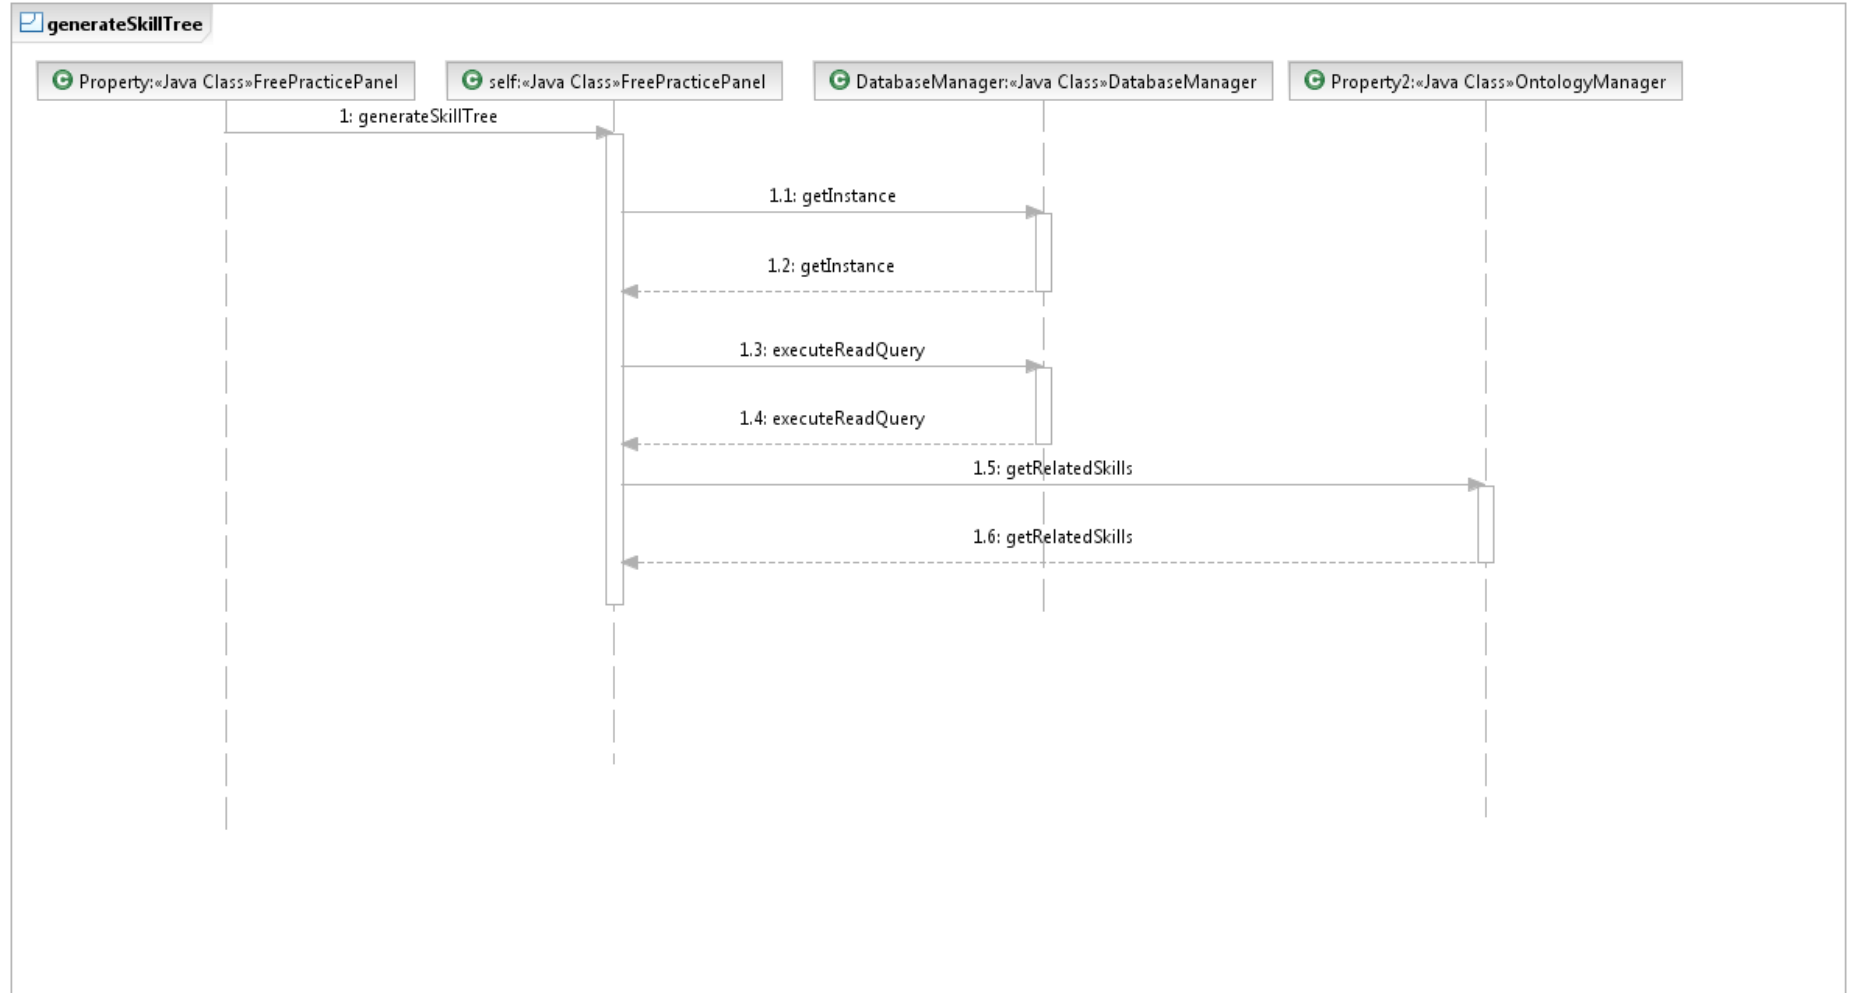 generateSkillTree
Property:«Java Class»FreePracticePanel
self:«Java Class»FreePracticePanel
DatabaseManager:«Java Class»DatabaseManager
Property2:«Java Class»OntologyManager
1: generateSkillTree
1.1: getInstance
1.2: getInstance
1.3: executeReadQuery
1.4: executeReadQuery
1.5: getRelatedSkills
1.6: getRelatedSkills